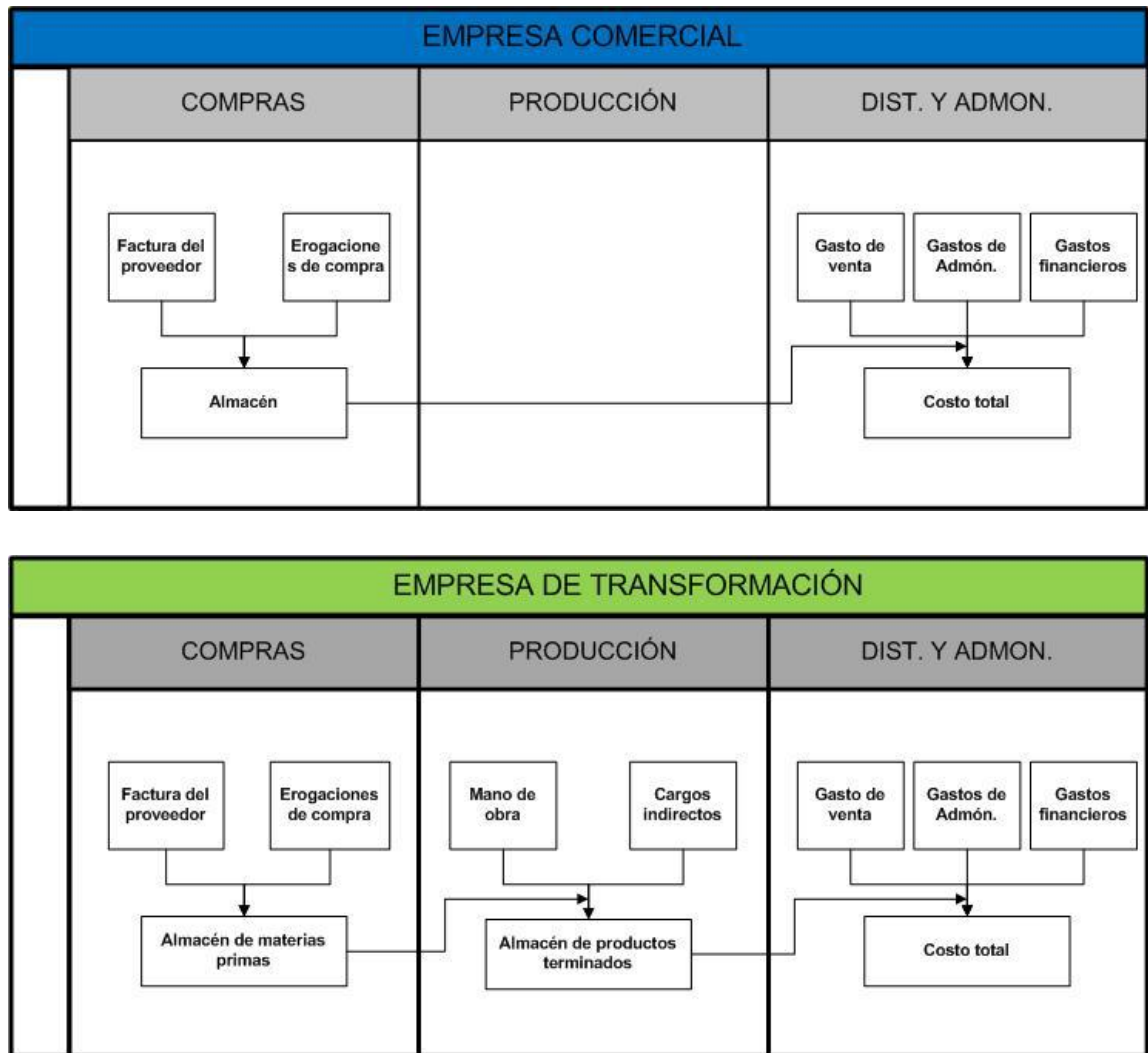 EMPRESA COMERCIAL
COMPRAS
PRODUCCIÓN
DIST. Y ADMON.
Factura del
proveedor
Erogacione
s de compra
Gasto de
venta
Gastos de
Admón.
Gastos
financieros
Almacén
Costo total
EMPRESA DE TRANSFORMACIÓN
COMPRAS
PRODUCCIÓN
DIST. Y ADMON.
Factura del
proveedor
Erogaciones
de compra
Mano de
obra
Cargos
indirectos
Gasto de
venta
Gastos de
Admón.
Gastos
financieros
Almacén de materias
primas
Almacén de productos
terminados
Costo total